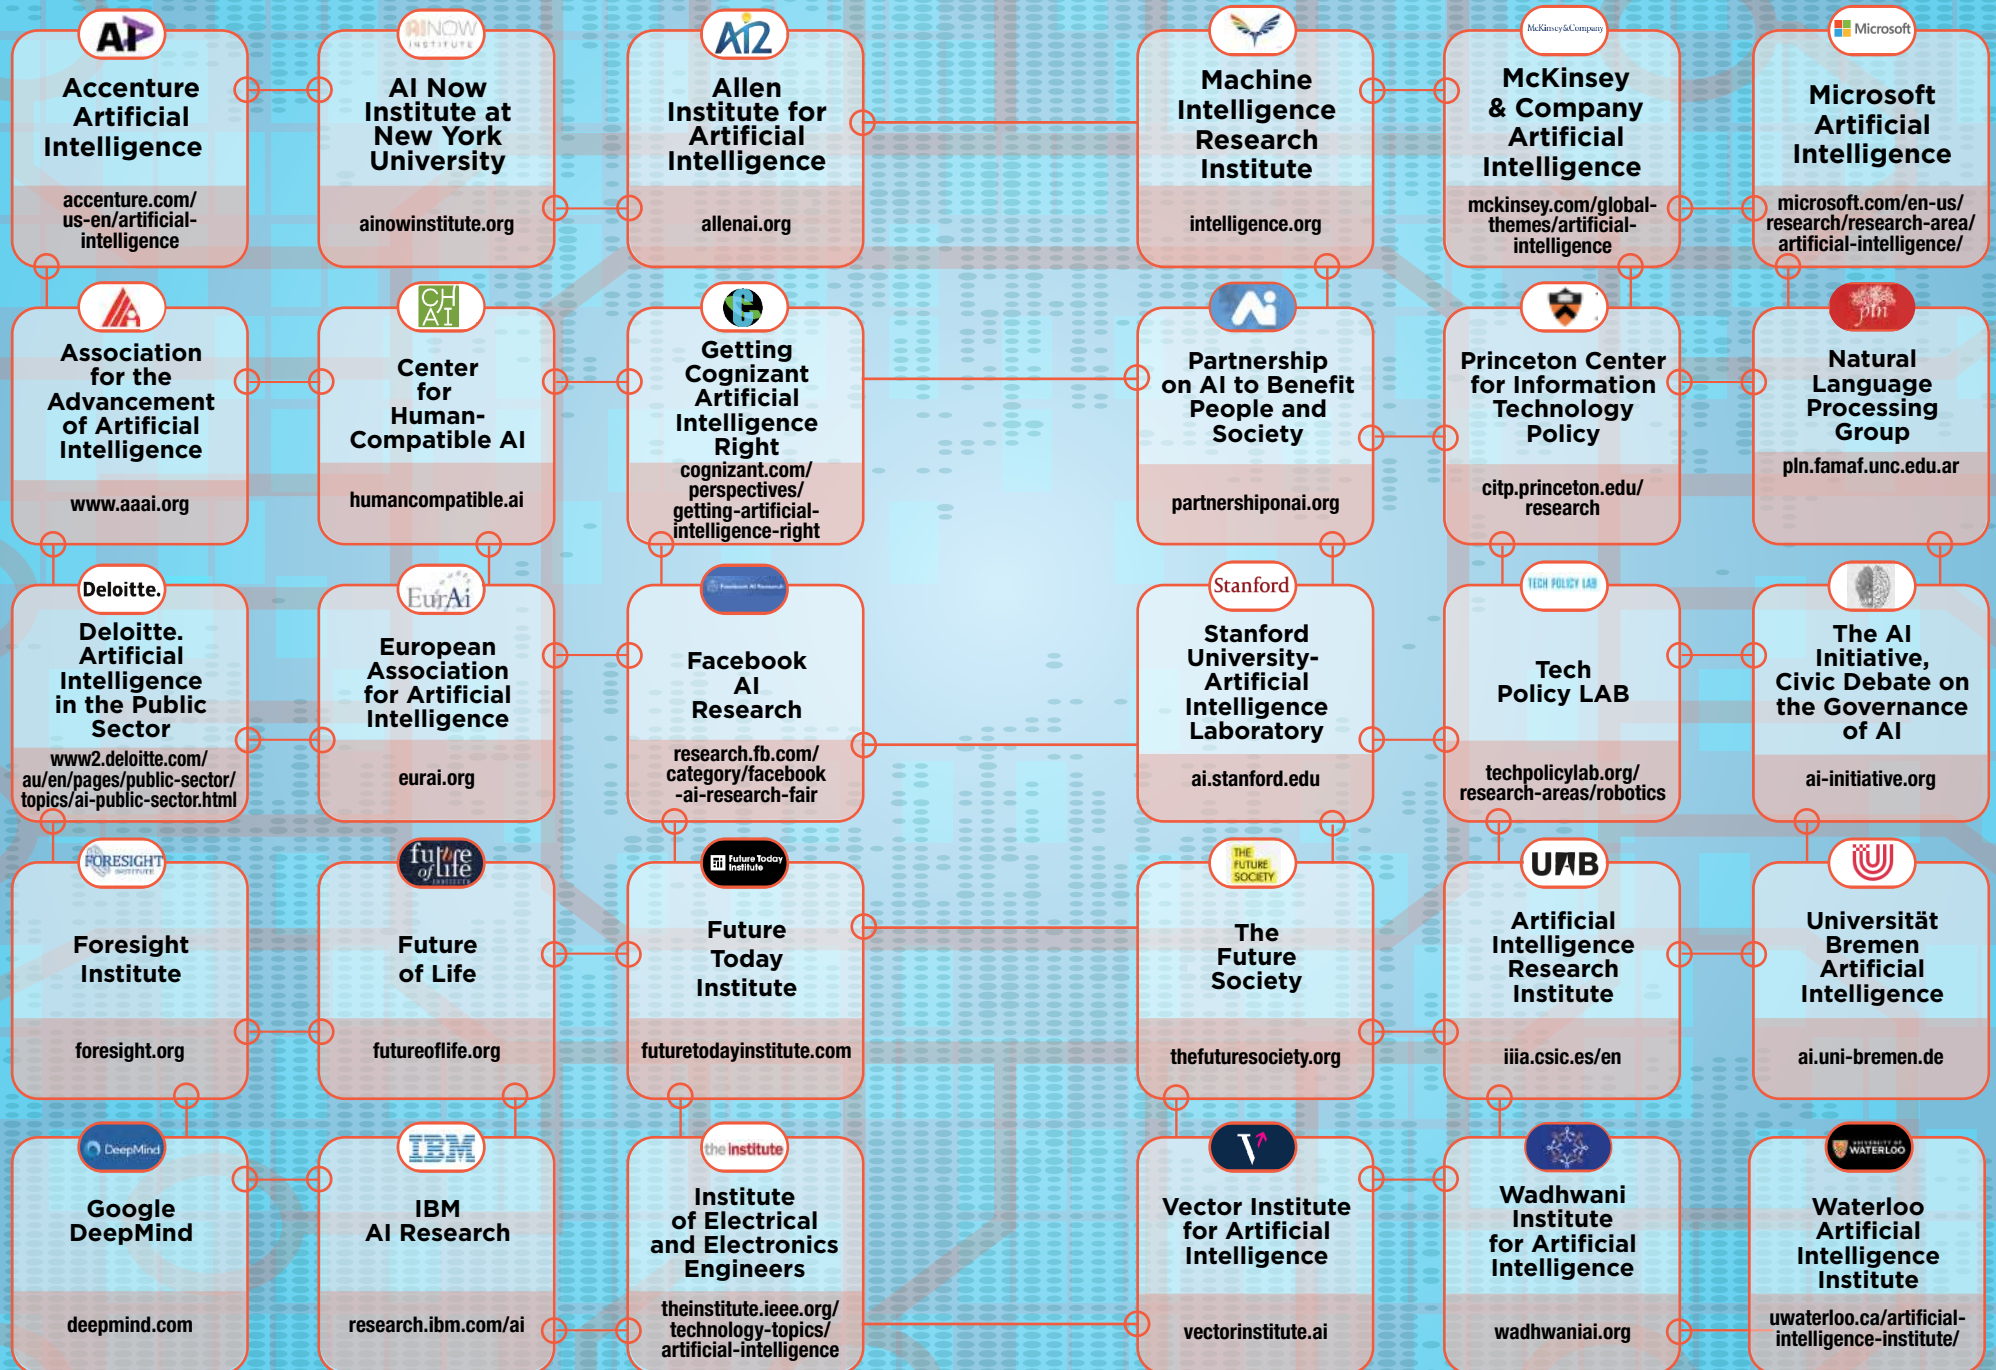 AI
AINOW
INSTITUTE
AI2
McKinsey&Company
Microsoft
Accenture
Artificial
Intelligence
accenture.com/
us-en/artificial-
intelligence
AI Now
Institute at
New York
University
ainowinstitute.org
Allen
Institute for
Artificial
Intelligence
allenai.org
Machine
Intelligence
Research
Institute
intelligence.org
McKinsey
& Company
Artificial
Intelligence
mckinsey.com/global-
themes/artificial-
intelligence
Microsoft
Artificial
Intelligence
microsoft.com/en-us/
research/research-area/
artificial-intelligence/
Association
for the
Advancement
of Artificial
Intelligence
www.aaai.org
CH
AI
Center
for
Human-
Compatible AI
humancompatible.ai
Getting
Cognizant
Artificial
Intelligence
Right
cognizant.com/
perspectives/
getting-artificial-
intelligence-right
Ai
Partnership
on AI to Benefit
People and
Society
partnershiponai.org
Princeton Center
for Information
Technology
Policy
citp.princeton.edu/
research
pln
Natural
Language
Processing
Group
pln.famaf.unc.edu.ar
Deloitte.
Deloitte.
Artificial
Intelligence
in the Public
Sector
www2.deloitte.com/
au/en/pages/public-sector/
topics/ai-public-sector.html
EurAi
European
Association
for Artificial
Intelligence
eurai.org
Facebook AI Research
Facebook
AI
Research
research.fb.com/
category/facebook
-ai-research-fair
Stanford
Stanford
University-
Artificial
Intelligence
Laboratory
ai.stanford.edu
TECH POLICY LAB
Tech
Policy LAB
techpolicylab.org/
research-areas/robotics
The AI
Initiative,
Civic Debate on
the Governance
of AI
ai-initiative.org
FORESIGHT
INSTITUTE
Foresight
Institute
foresight.org
future
of life
INSTITUTE
Future
of Life
futureoflife.org
Future Today
Institute
Future
Today
Institute
futuretodayinstitute.com
THE
FUTURE
SOCIETY
The
Future
Society
thefuturesociety.org
UAB
Artificial
Intelligence
Research
Institute
iiia.csic.es/en
Universität
Bremen
Artificial
Intelligence
ai.uni-bremen.de
DeepMind
Google
DeepMind
deepmind.com
IBM
IBM
AI Research
research.ibm.com/ai
the institute
Institute
of Electrical
and Electronics
Engineers
theinstitute.ieee.org/
technology-topics/
artificial-intelligence
V
Vector Institute
for Artificial
Intelligence
vectorinstitute.ai
Wadhwani
Institute
for Artificial
Intelligence
wadhwaniai.org
UNIVERSITY OF
WATERLOO
Waterloo
Artificial
Intelligence
Institute
uwaterloo.ca/artificial-
intelligence-institute/